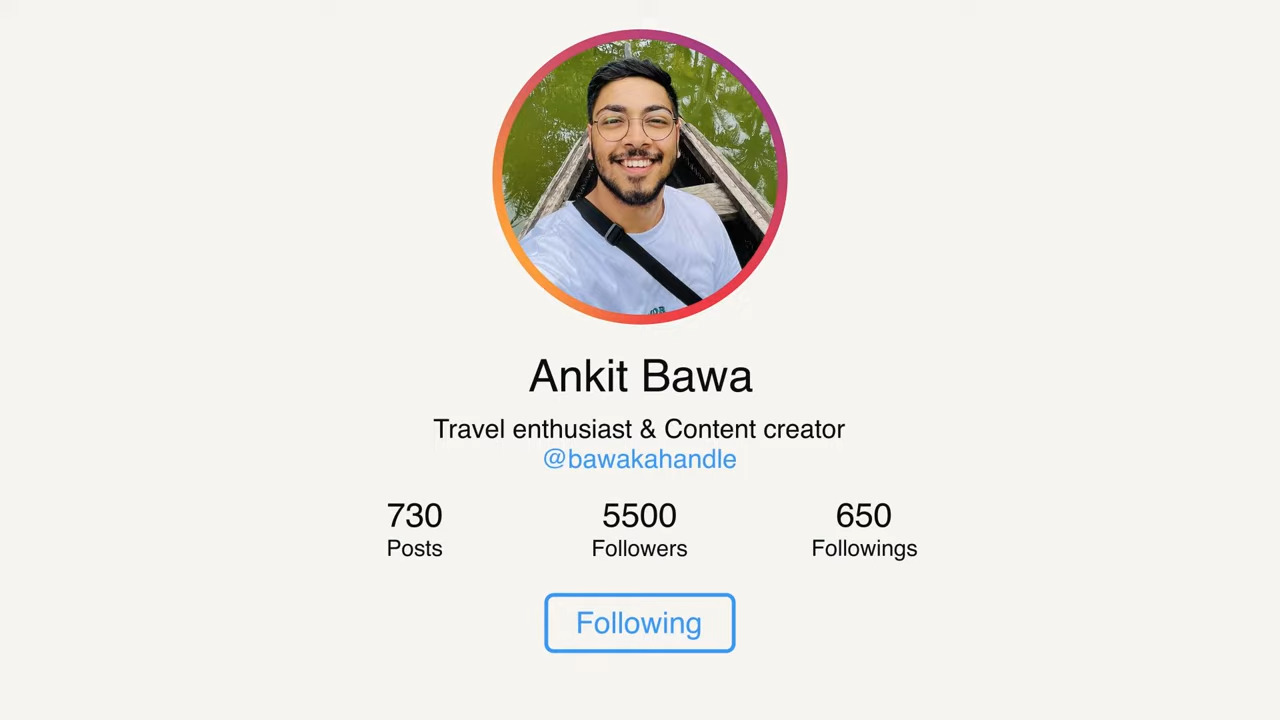 Ankit Bawa
Travel enthusiast & Content creator
@bawakahandle
730 5500 650
Posts Followers Followings
Following